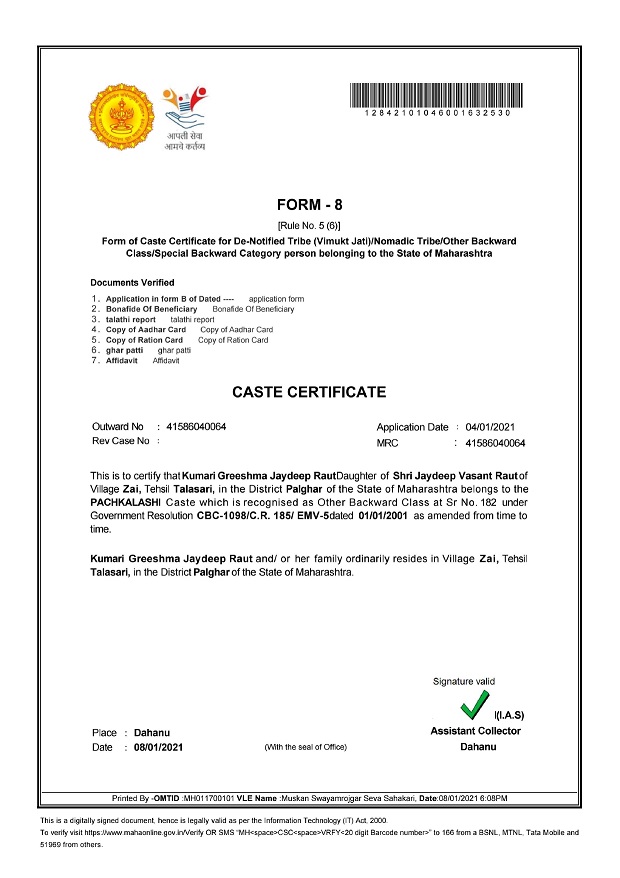 आपली सेवा
आमचे कर्तव्य
12842101046001632530
FORM - 8
[Rule No. 5 (6)]
Form of Caste Certificate for De-Notified Tribe (Vimukt Jati)/Nomadic Tribe/Other Backward
Class/Special Backward Category person belonging to the State of Maharashtra
Documents Verified
1. Application in form B of Dated ---- application form
2. Bonafide Of Beneficiary Bonafide Of Beneficiary
3. talathi report talathi report
4. Copy of Aadhar Card Copy of Aadhar Card
5. Copy of Ration Card Copy of Ration Card
6. ghar patti ghar patti
7. Affidavit Affidavit
CASTE CERTIFICATE
Outward No : 41586040064 Application Date : 04/01/2021
Rev Case No : MRC : 41586040064
This is to certify that Kumari Greeshma Jaydeep Raut Daughter of Shri Jaydeep Vasant Raut of
Village Zai, Tehsil Talasari, in the District Palghar of the State of Maharashtra belongs to the
PACHKALASHI Caste which is recognised as Other Backward Class at Sr No. 182 under
Government Resolution CBC-1098/C.R. 185/ EMV-5dated 01/01/2001 as amended from time to
time.
Kumari Greeshma Jaydeep Raut and/ or her family ordinarily resides in Village Zai, Tehsil
Talasari, in the District Palghar of the State of Maharashtra.
Signature valid
I(I.A.S)
Place : Dahanu Assistant Collector
Date : 08/01/2021 (With the seal of Office) Dahanu
Printed By -OMTID :MH011700101 VLE Name :Muskan Swayamrojgar Seva Sahakari, Date:08/01/2021 6:08PM
This is a digitally signed document, hence is legally valid as per the Information Technology (IT) Act, 2000.
To verify visit https://www.mahaonline.gov.in/Verify OR SMS "MH<space>CSC<space>VRFY<20 digit Barcode number>" to 166 from a BSNL, MTNL, Tata Mobile and
51969 from others.